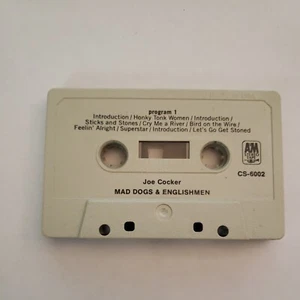 program 1
Introduction/Honky Tonk Women/Introduction/
Sticks and Stones/Cry Me a River/Bird on the Wire/
Feelin' Alright/Superstar/Introduction/Let's Go Get Stoned
A&M
Joe Cocker
CS-6002
MAD DOGS & ENGLISHMEN